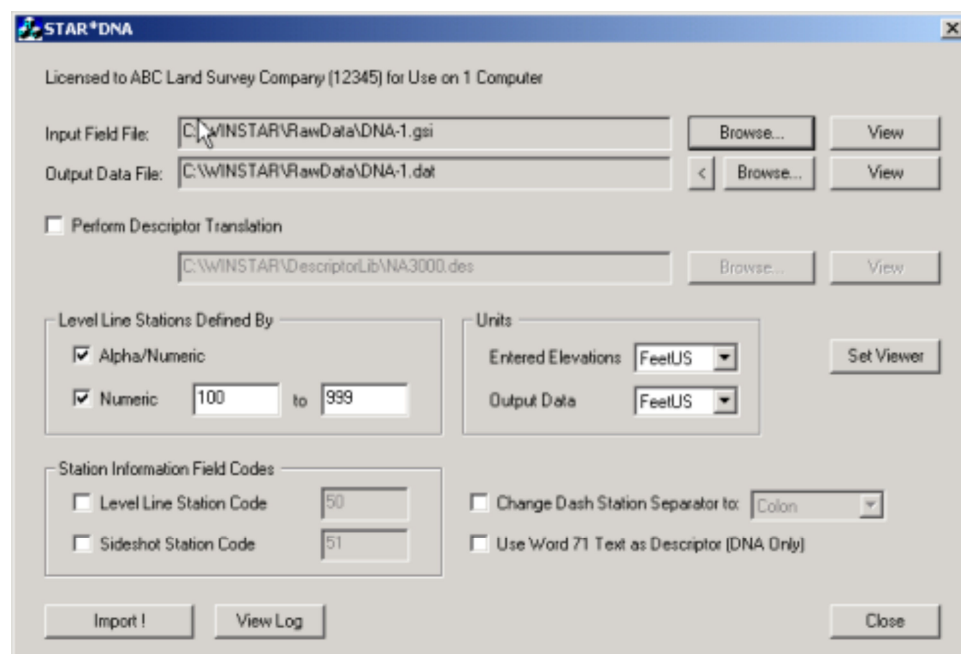 STAR*DNA
Licensed to ABC Land Survey Company (12345) for Use on 1 Computer
Input Field File: C:\WINSTAR\RawData\DNA-1.gsi Browse... View
Output Data File: C:\WINSTAR\RawData\DNA-1.dat < Browse... View
Perform Descriptor Translation
C:\WINSTAR\DescriptorLib\NA3000.des Browse... View
Level Line Stations Defined By Units
Alpha/Numeric Entered Elevations FeetUS Set Viewer
Numeric 100 to 999 Output Data FeetUS
Station Information Field Codes
Level Line Station Code 50 Change Dash Station Separator to: Colon
Sideshot Station Code 51 Use Word 71 Text as Descriptor (DNA Only)
Import ! View Log Close